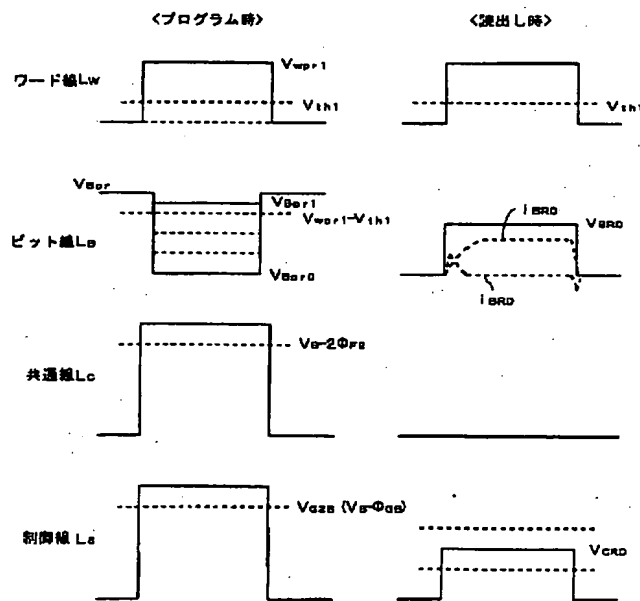 <プログラム時> <読出し時>
ワード線Lw Vwpr1
Vth1 Vth1
VBpr VBpr1
Vwpr1-Vth1
ビット線LB iBRD VBRD
VBpr0 iBRD
VB-2ΦFB
共通線Lc
制御線Ls VG2B (VB-ΦGB)
VCRD